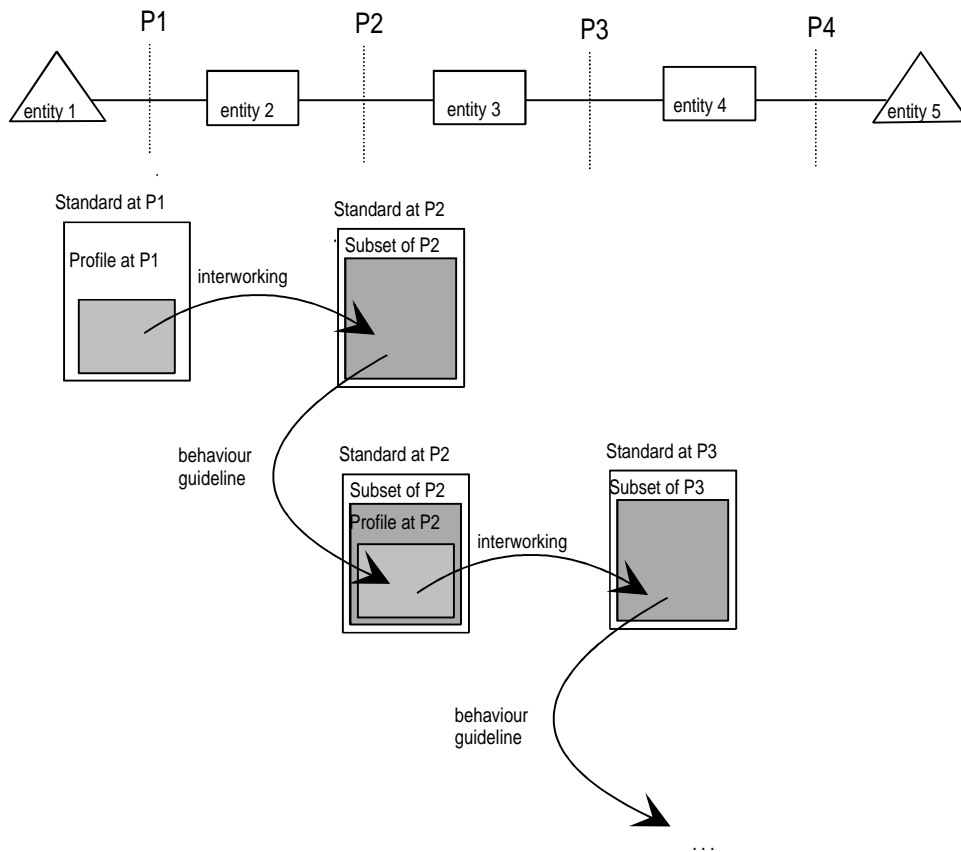 P1
P2
P3
P4
entity 1
entity 2
entity 3
entity 4
entity 5
Standard at P1
Standard at P2
Profile at P1
Subset of P2
interworking
behaviour
guideline
Standard at P2
Subset of P2
Profile at P2
interworking
Standard at P3
Subset of P3
behaviour
guideline
...